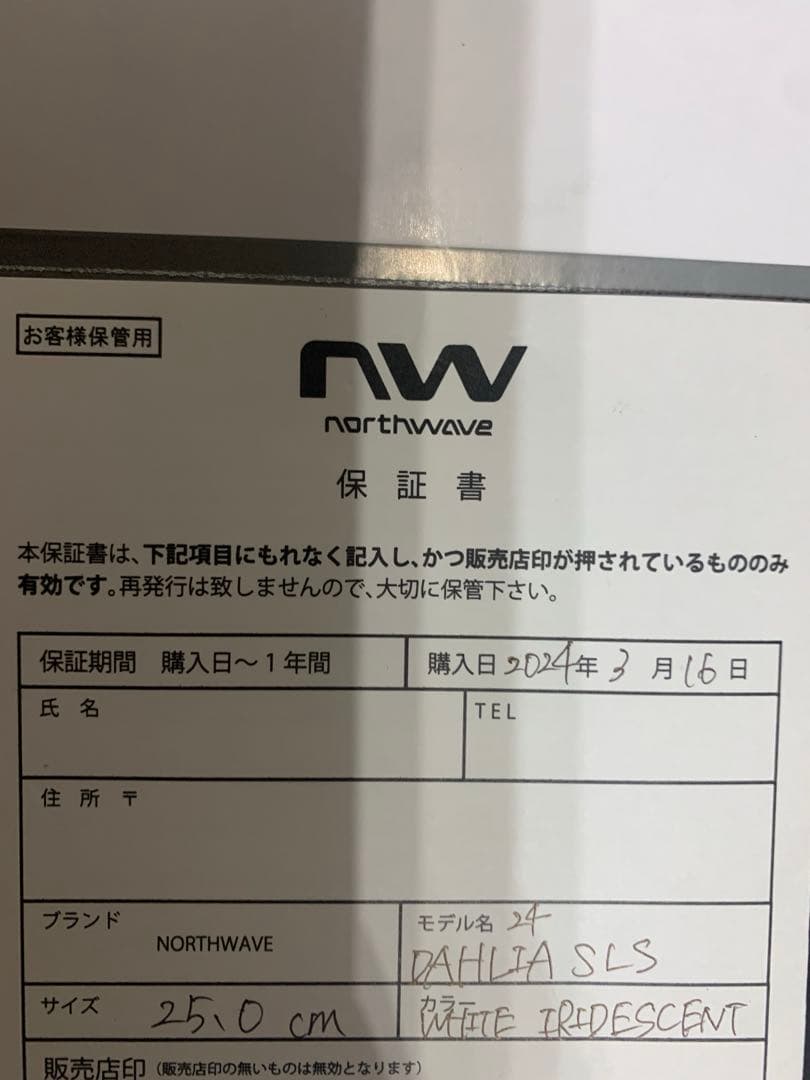 お客様保管用
nw
northwave
保証書
本保証書は、下記項目にもれなく記入し、かつ販売店印が押されているもののみ
有効です。再発行は致しませんので、大切に保管下さい。
保証期間 購入日～1年間 購入日 2024年 3月16日
氏名 TEL
住所 〒
ブランド NORTHWAVE モデル名 24 DAHLIA SLS
サイズ 25.0 cm カラー WHITE IRIDESCENT
販売店印（販売店印の無いものは無効となります）